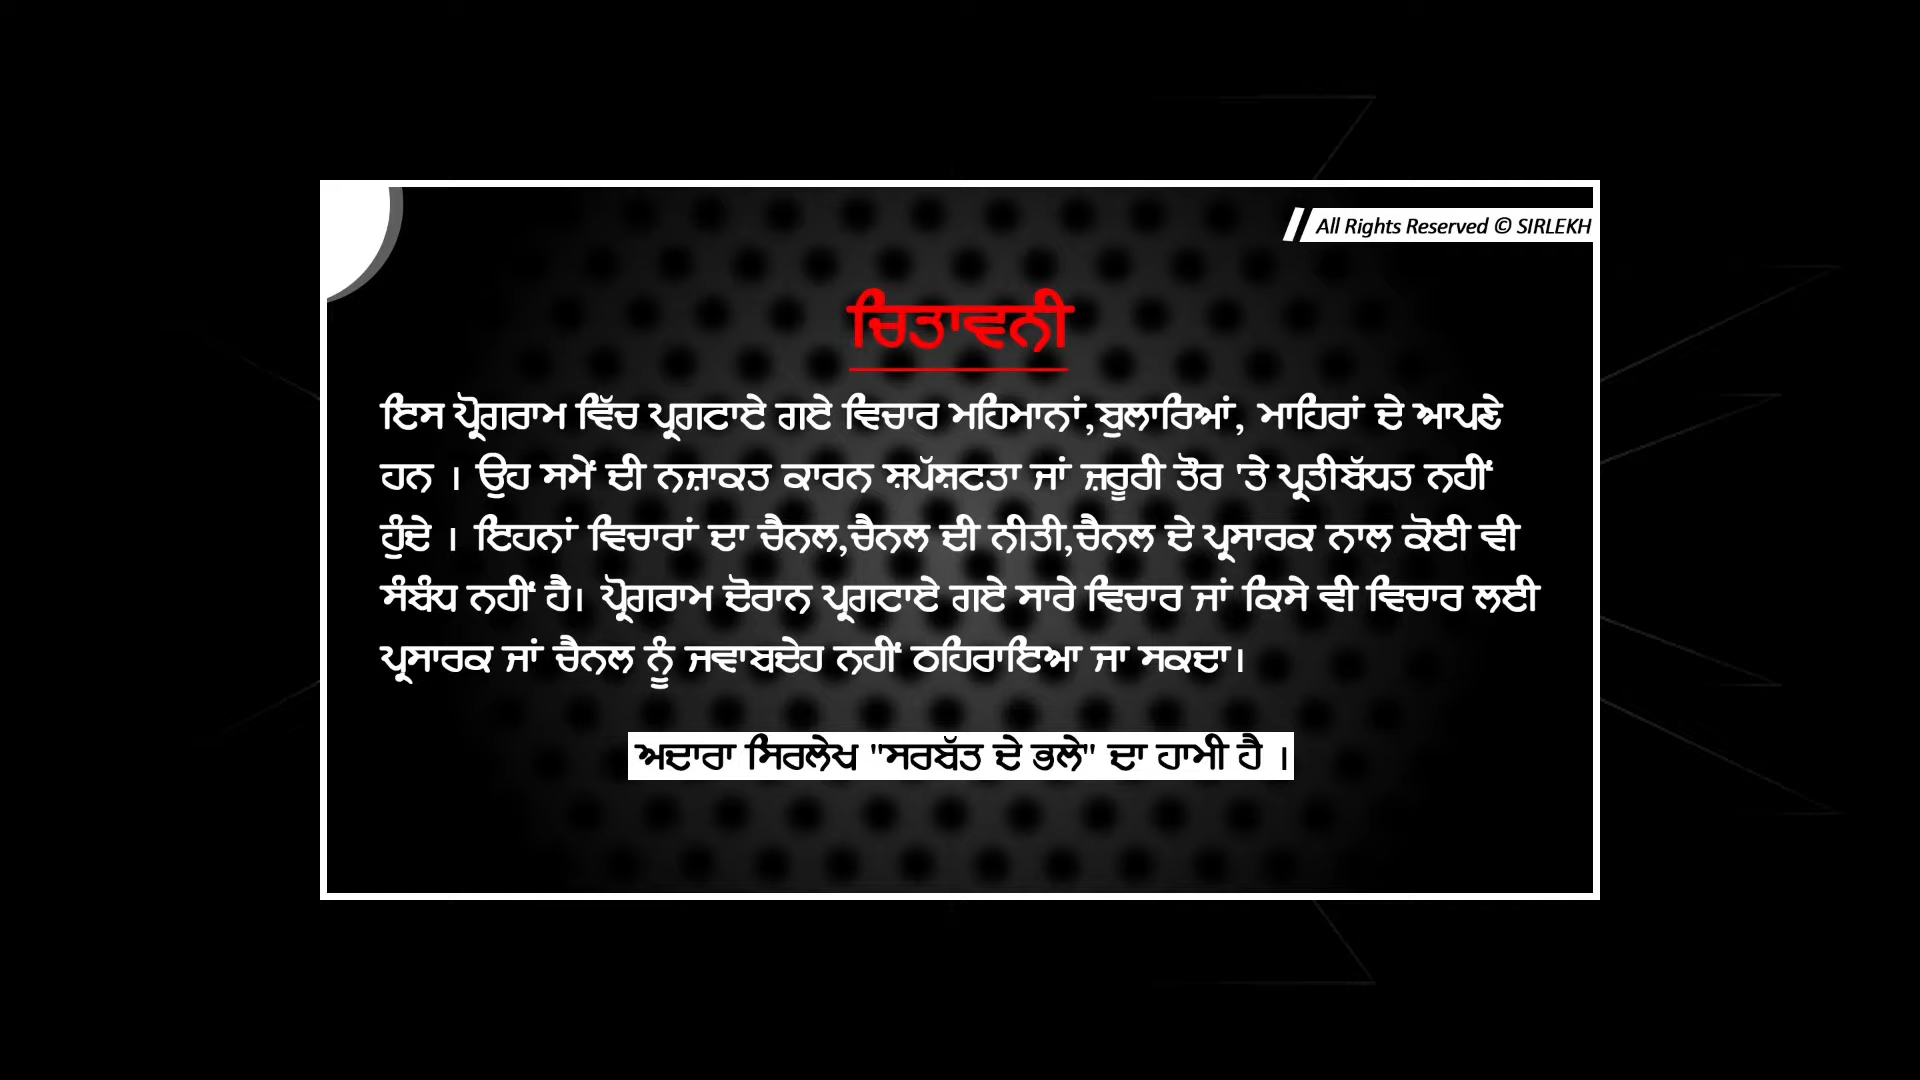 All Rights Reserved © SIRLEKH
ਚਿਤਾਵਨੀ
ਇਸ ਪ੍ਰੋਗਰਾਮ ਵਿੱਚ ਪ੍ਰਗਟਾਏ ਗਏ ਵਿਚਾਰ ਮਹਿਮਾਨਾਂ,ਬੁਲਾਰਿਆਂ, ਮਾਹਿਰਾਂ ਦੇ ਆਪਣੇ
ਹਨ । ਉਹ ਸਮੇਂ ਦੀ ਨਜ਼ਾਕਤ ਕਾਰਨ ਸ਼ਪੱਸ਼ਟਤਾ ਜਾਂ ਜ਼ਰੂਰੀ ਤੌਰ 'ਤੇ ਪ੍ਰਤੀਬੱਧਤ ਨਹੀਂ
ਹੁੰਦੇ । ਇਹਨਾਂ ਵਿਚਾਰਾਂ ਦਾ ਚੈਨਲ,ਚੈਨਲ ਦੀ ਨੀਤੀ,ਚੈਨਲ ਦੇ ਪ੍ਰਸਾਰਕ ਨਾਲ ਕੋਈ ਵੀ
ਸੰਬੰਧ ਨਹੀਂ ਹੈ। ਪ੍ਰੋਗਰਾਮ ਦੋਰਾਨ ਪ੍ਰਗਟਾਏ ਗਏ ਸਾਰੇ ਵਿਚਾਰ ਜਾਂ ਕਿਸੇ ਵੀ ਵਿਚਾਰ ਲਈ
ਪ੍ਰਸਾਰਕ ਜਾਂ ਚੈਨਲ ਨੂੰ ਜਵਾਬਦੇਹ ਨਹੀਂ ਠਹਿਰਾਇਆ ਜਾ ਸਕਦਾ।
ਅਦਾਰਾ ਸਿਰਲੇਖ "ਸਰਬੱਤ ਦੇ ਭਲੇ" ਦਾ ਹਾਮੀ ਹੈ ।